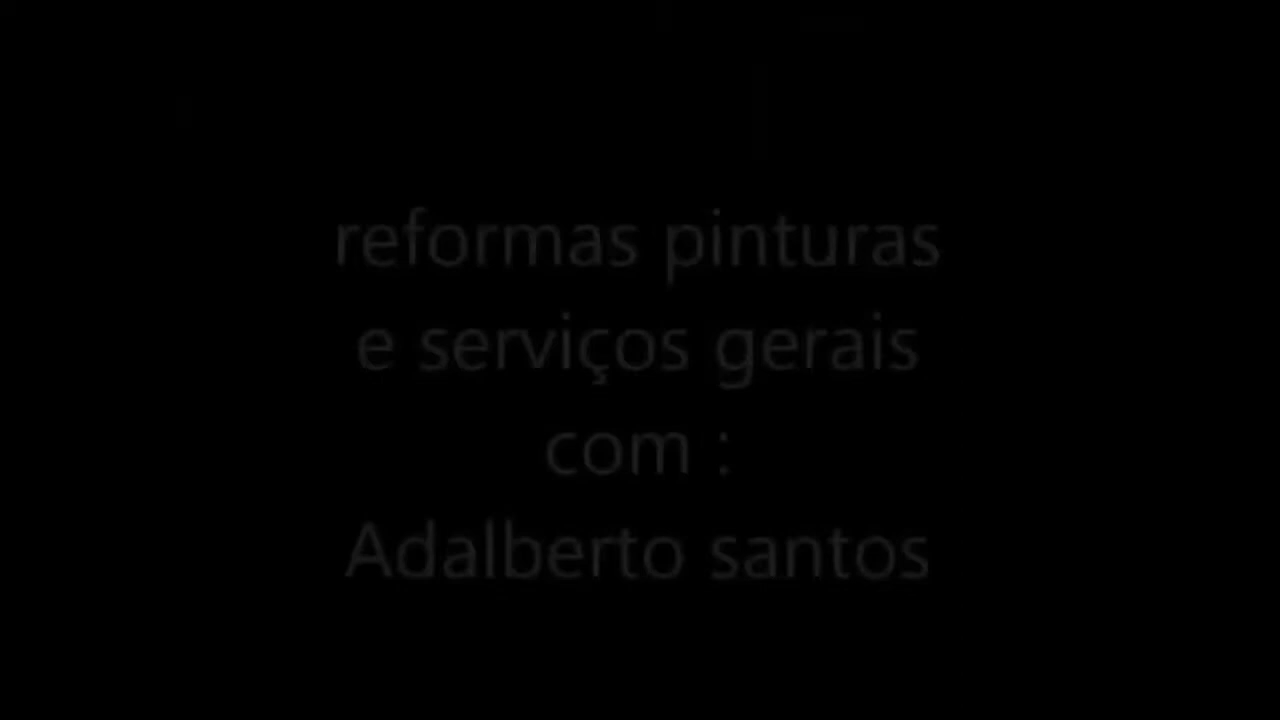 reformas pinturas
e serviços gerais
com :
Adalberto santos